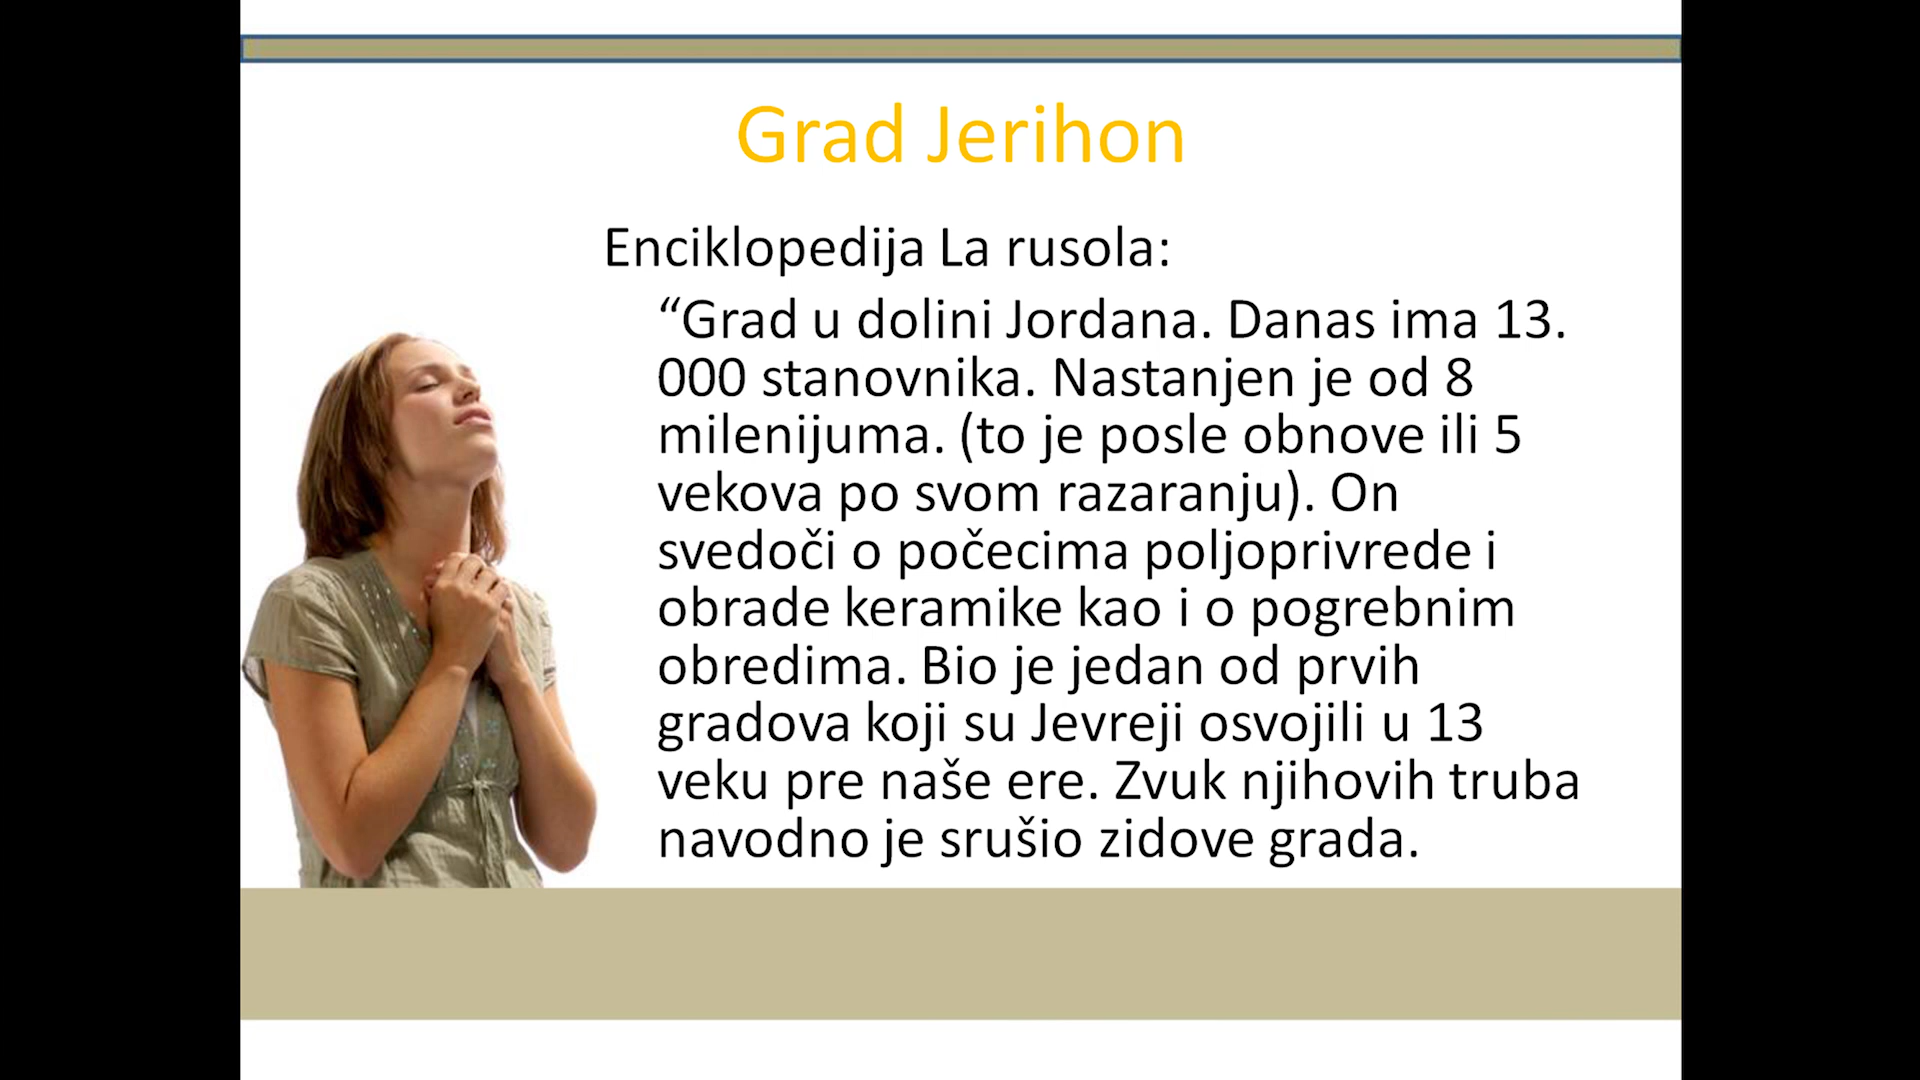 Grad Jerihon
Enciklopedija La rusola:
“Grad u dolini Jordana. Danas ima 13.
000 stanovnika. Nastanjen je od 8
milenijuma. (to je posle obnove ili 5
vekova po svom razaranju). On
svedoči o počecima poljoprivrede i
obrade keramike kao i o pogrebnim
obredima. Bio je jedan od prvih
gradova koji su Jevreji osvojili u 13
veku pre naše ere. Zvuk njihovih truba
navodno je srušio zidove grada.